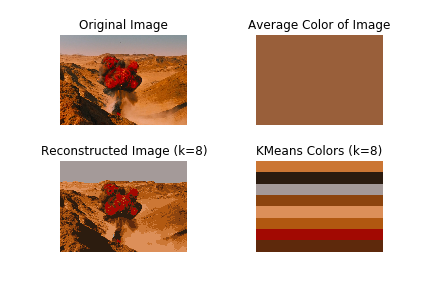 Original Image
Average Color of Image
Reconstructed Image (k=8)
KMeans Colors (k=8)